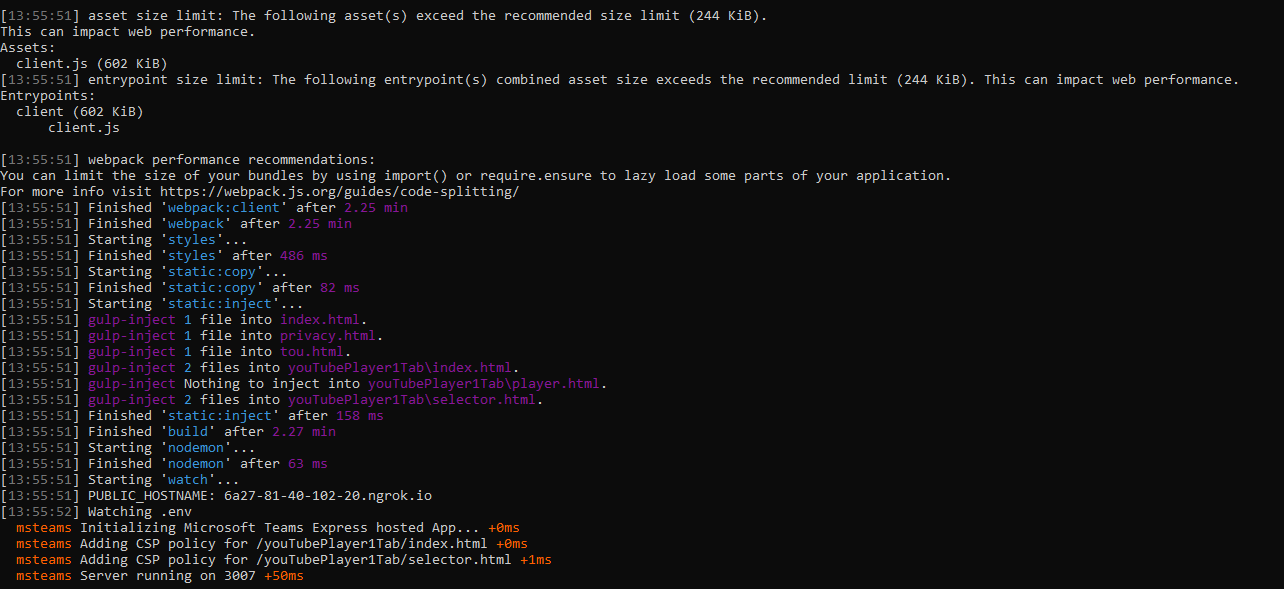 [13:55:51] asset size limit: The following asset(s) exceed the recommended size limit (244 KiB).
This can impact web performance.
Assets:
  client.js (602 KiB)
[13:55:51] entrypoint size limit: The following entrypoint(s) combined asset size exceeds the recommended limit (244 KiB). This can impact web performance.
Entrypoints:
  client (602 KiB)
      client.js

[13:55:51] webpack performance recommendations:
You can limit the size of your bundles by using import() or require.ensure to lazy load some parts of your application.
For more info visit https://webpack.js.org/guides/code-splitting/
[13:55:51] Finished 'webpack:client' after 2.25 min
[13:55:51] Finished 'webpack' after 2.25 min
[13:55:51] Starting 'styles'...
[13:55:51] Finished 'styles' after 486 ms
[13:55:51] Starting 'static:copy'...
[13:55:51] Finished 'static:copy' after 82 ms
[13:55:51] Starting 'static:inject'...
[13:55:51] gulp-inject 1 file into index.html.
[13:55:51] gulp-inject 1 file into privacy.html.
[13:55:51] gulp-inject 1 file into tou.html.
[13:55:51] gulp-inject 2 files into youTubePlayer1Tab\index.html.
[13:55:51] gulp-inject Nothing to inject into youTubePlayer1Tab\player.html.
[13:55:51] gulp-inject 2 files into youTubePlayer1Tab\selector.html.
[13:55:51] Finished 'static:inject' after 158 ms
[13:55:51] Finished 'build' after 2.27 min
[13:55:51] Starting 'nodemon'...
[13:55:51] Finished 'nodemon' after 63 ms
[13:55:51] Starting 'watch'...
[13:55:51] PUBLIC_HOSTNAME: 6a27-81-40-102-20.ngrok.io
[13:55:52] Watching .env
  msteams Initializing Microsoft Teams Express hosted App... +0ms
  msteams Adding CSP policy for /youTubePlayer1Tab/index.html +0ms
  msteams Adding CSP policy for /youTubePlayer1Tab/selector.html +1ms
  msteams Server running on 3007 +50ms